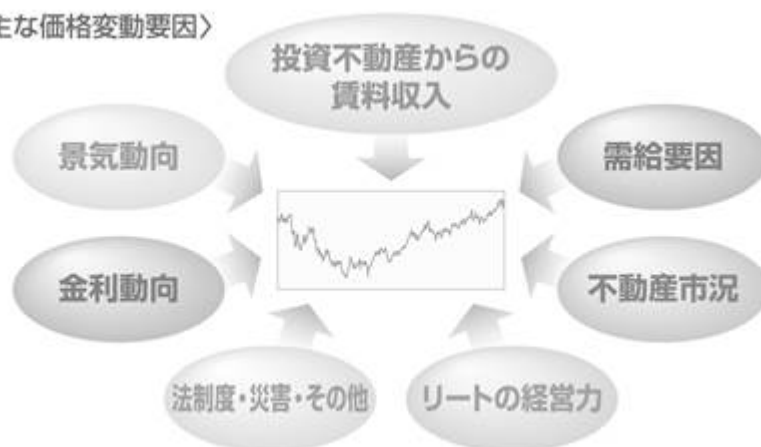 主な価格変動要因〉
投資不動産からの
賃料収入
景気動向
需給要因
金利動向
不動産市況
法制度・災害・その他
リートの経営力